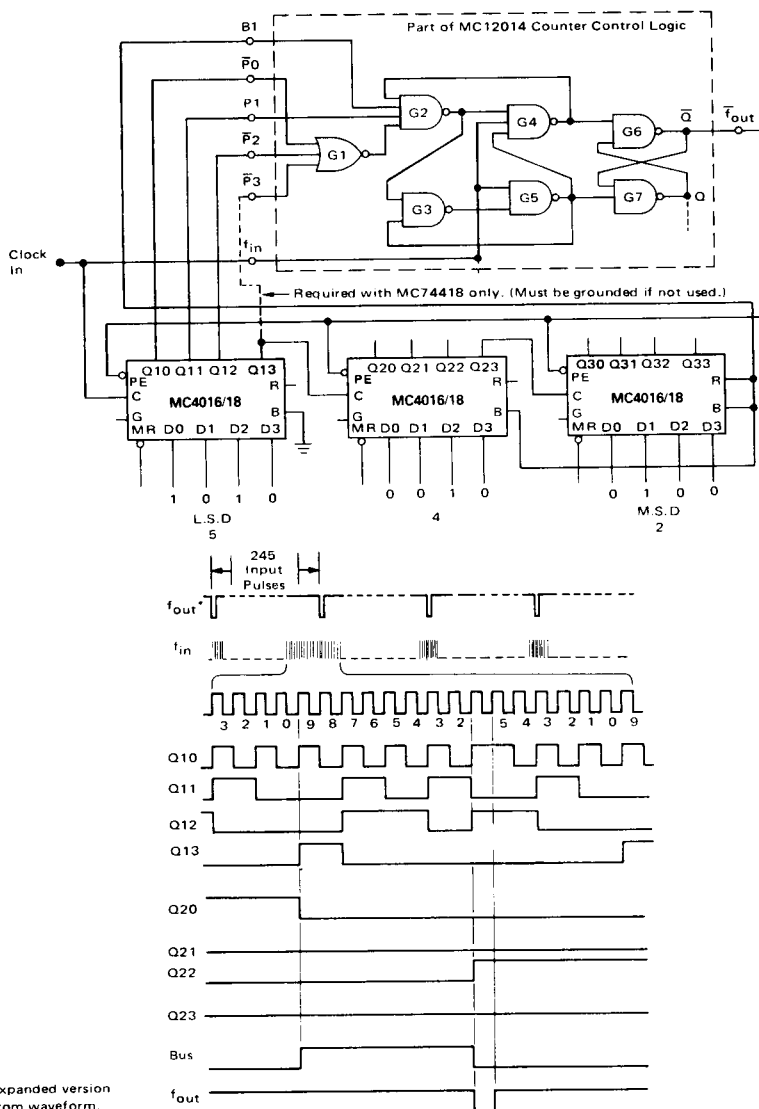 Part of MC12014 Counter Control Logic
B1
P̅0
P1
P̅2
P̅3
G1
G2
G3
G4
G5
G6
G7
Q̅
Q
f̅out
Clock
in
fin
Required with MC74418 only. (Must be grounded if not used.)
Q10 Q11 Q12 Q13
PE
R
C
MC4016/18
G
B
MR D0 D1 D2 D3
1 0 1 0
L.S.D
5
Q20 Q21 Q22 Q23
PE
R
C
MC4016/18
G
B
MR D0 D1 D2 D3
0 0 1 0
4
Q30 Q31 Q32 Q33
PE
R
C
MC4016/18
G
B
MR D0 D1 D2 D3
0 1 0 0
M.S.D
2
245
Input
Pulses
fout*
fin
3 2 1 0 9 8 7 6 5 4 3 2 5 4 3 2 1 0 9
Q10
Q11
Q12
Q13
Q20
Q21
Q22
Q23
Bus
fout
xpanded version
rom waveform.